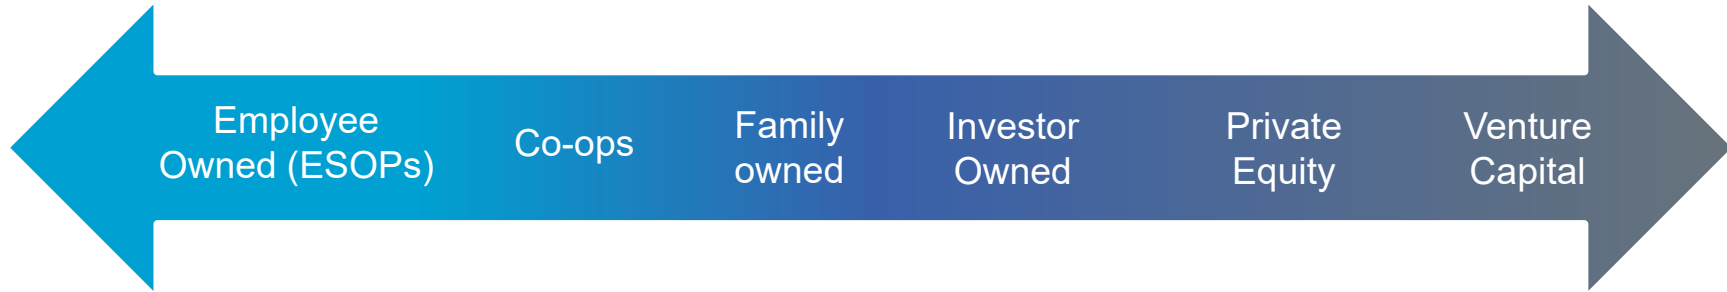 Employee
Owned (ESOPs)
Co-ops
Family
owned
Investor
Owned
Private
Equity
Venture
Capital